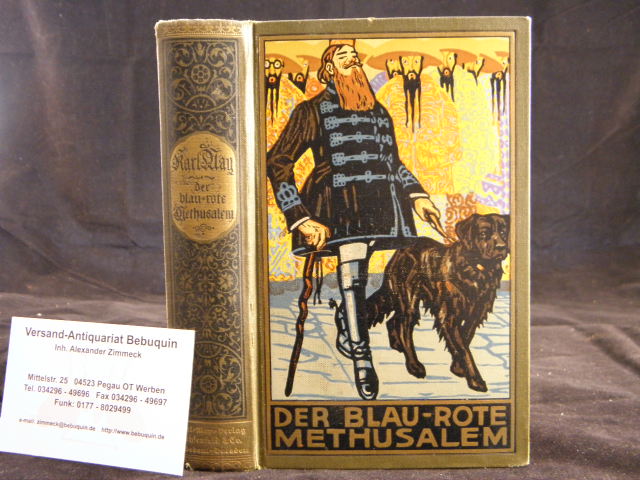 Karl May
der
blau-rote
Methusalem
DER BLAU-ROTE
METHUSALEM
Versand-Antiquariat Bebuquin
Inh. Alexander Zimmeck
Mittelstr. 25 04523 Pegau OT Werben
Tel. 034296 - 49696 Fax 034296 - 49697
Funk: 0177 - 8029499
e-mail: zimmeck@bebuquin.de http://www.bebuquin.de
Verlag
& Co.